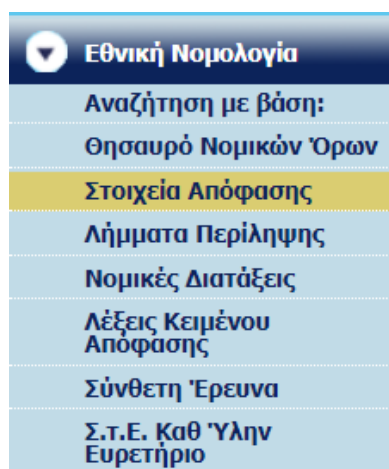 Εθνική Νομολογία
Αναζήτηση με βάση:
Θησαυρό Νομικών Όρων
Στοιχεία Απόφασης
Λήμματα Περίληψης
Νομικές Διατάξεις
Λέξεις Κειμένου
Απόφασης
Σύνθετη Έρευνα
Σ.τ.Ε. Καθ Ύλην
Ευρετήριο